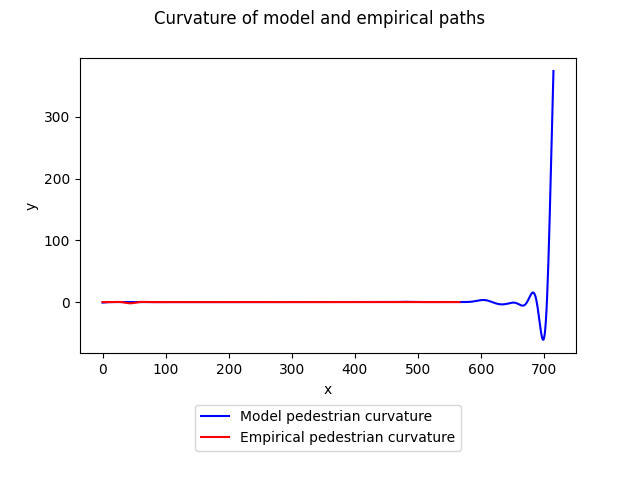 Curvature of model and empirical paths
300
200
100
0
y
0 100 200 300 400 500 600 700
x
Model pedestrian curvature
Empirical pedestrian curvature